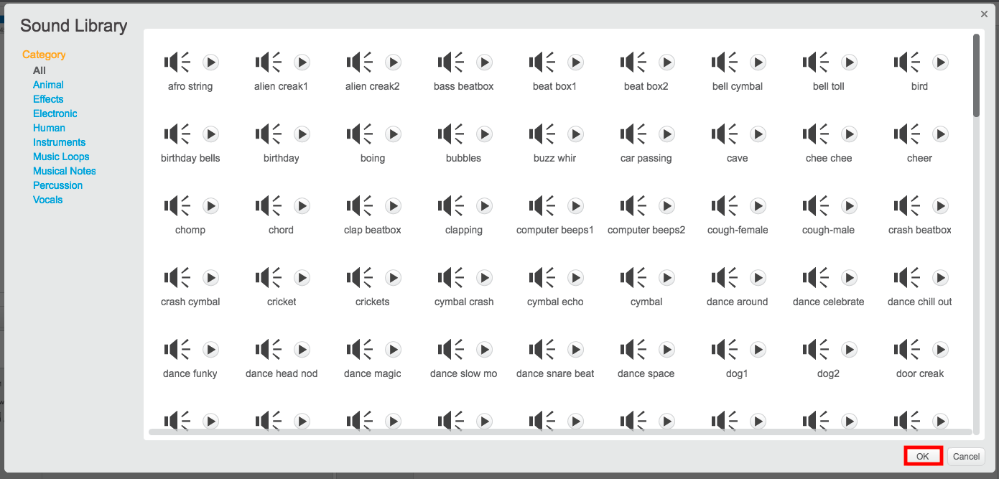 Sound Library
Category
All
Animal
Effects
Electronic
Human
Instruments
Music Loops
Musical Notes
Percussion
Vocals
afro string alien creak1 alien creak2 bass beatbox beat box1 beat box2 bell cymbal bell toll bird
birthday bells birthday boing bubbles buzz whir car passing cave chee chee cheer
chomp chord clap beatbox clapping computer beeps1 computer beeps2 cough-female cough-male crash beatbox
crash cymbal cricket crickets cymbal crash cymbal echo cymbal dance around dance celebrate dance chill out
dance funky dance head nod dance magic dance slow mo dance snare beat dance space dog1 dog2 door creak
OK Cancel